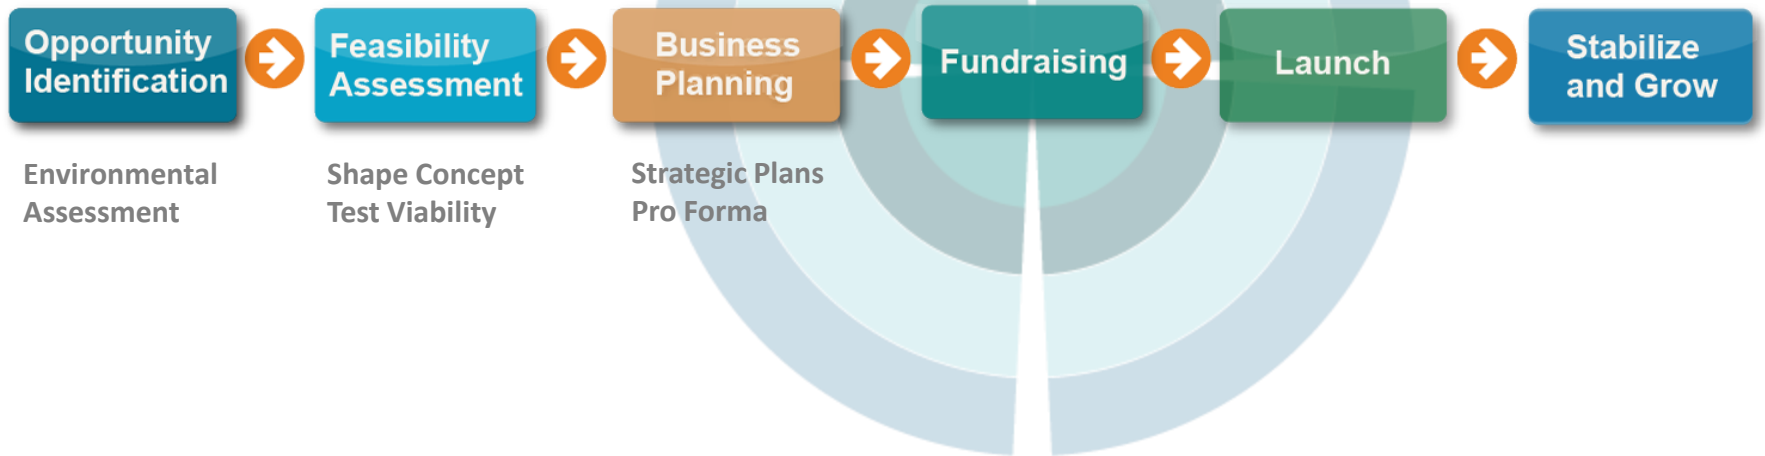 Opportunity
Identification
Feasibility
Assessment
Business
Planning
Fundraising
Launch
Stabilize
and Grow
Environmental
Assessment
Shape Concept
Test Viability
Strategic Plans
Pro Forma